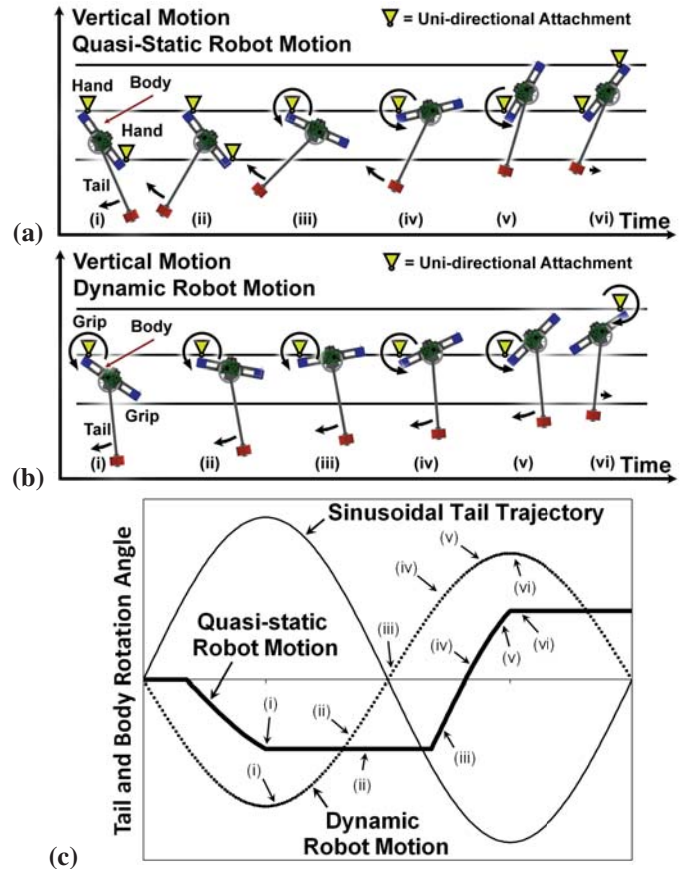 Vertical Motion
Quasi-Static Robot Motion
= Uni-directional Attachment
Hand
Body
Hand
Tail
(i)
(ii)
(iii)
(iv)
(v)
(vi)
Time
(a)
Vertical Motion
Dynamic Robot Motion
= Uni-directional Attachment
Grip
Body
Grip
Tail
(i)
(ii)
(iii)
(iv)
(v)
(vi)
Time
(b)
Tail and Body Rotation Angle
Sinusoidal Tail Trajectory
(v)
(iv)
(vi)
(iii)
Quasi-static
Robot Motion
(iv)
(v)
(vi)
(ii)
(i)
(i)
(ii)
(iii)
Dynamic
Robot Motion
(c)